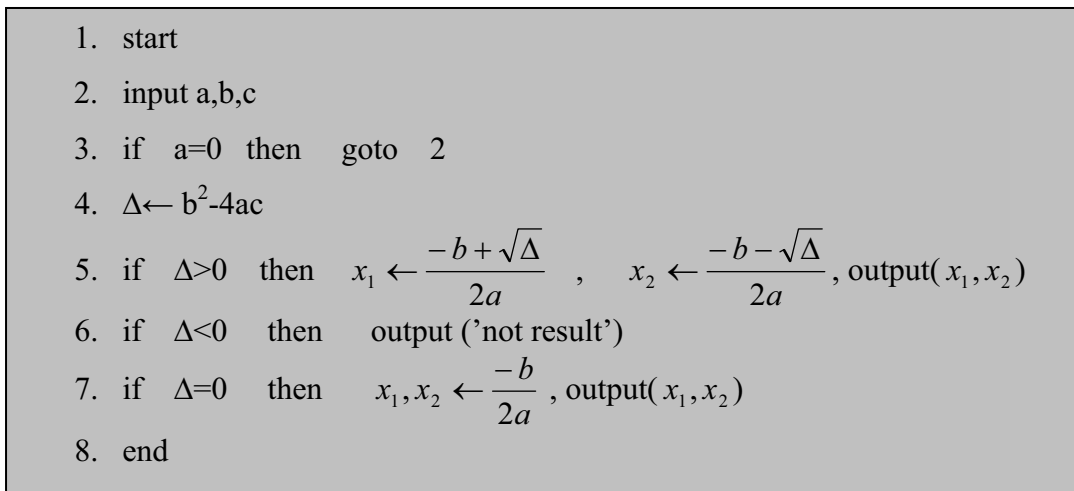 1. start
2. input a,b,c
3. if a=0 then goto 2
4. Δ← b²-4ac
5. if Δ>0 then x₁ ← (-b + √Δ)/2a , x₂ ← (-b - √Δ)/2a , output( x₁, x₂ )
6. if Δ<0 then output (’not result’)
7. if Δ=0 then x₁, x₂ ← -b/2a , output( x₁, x₂ )
8. end